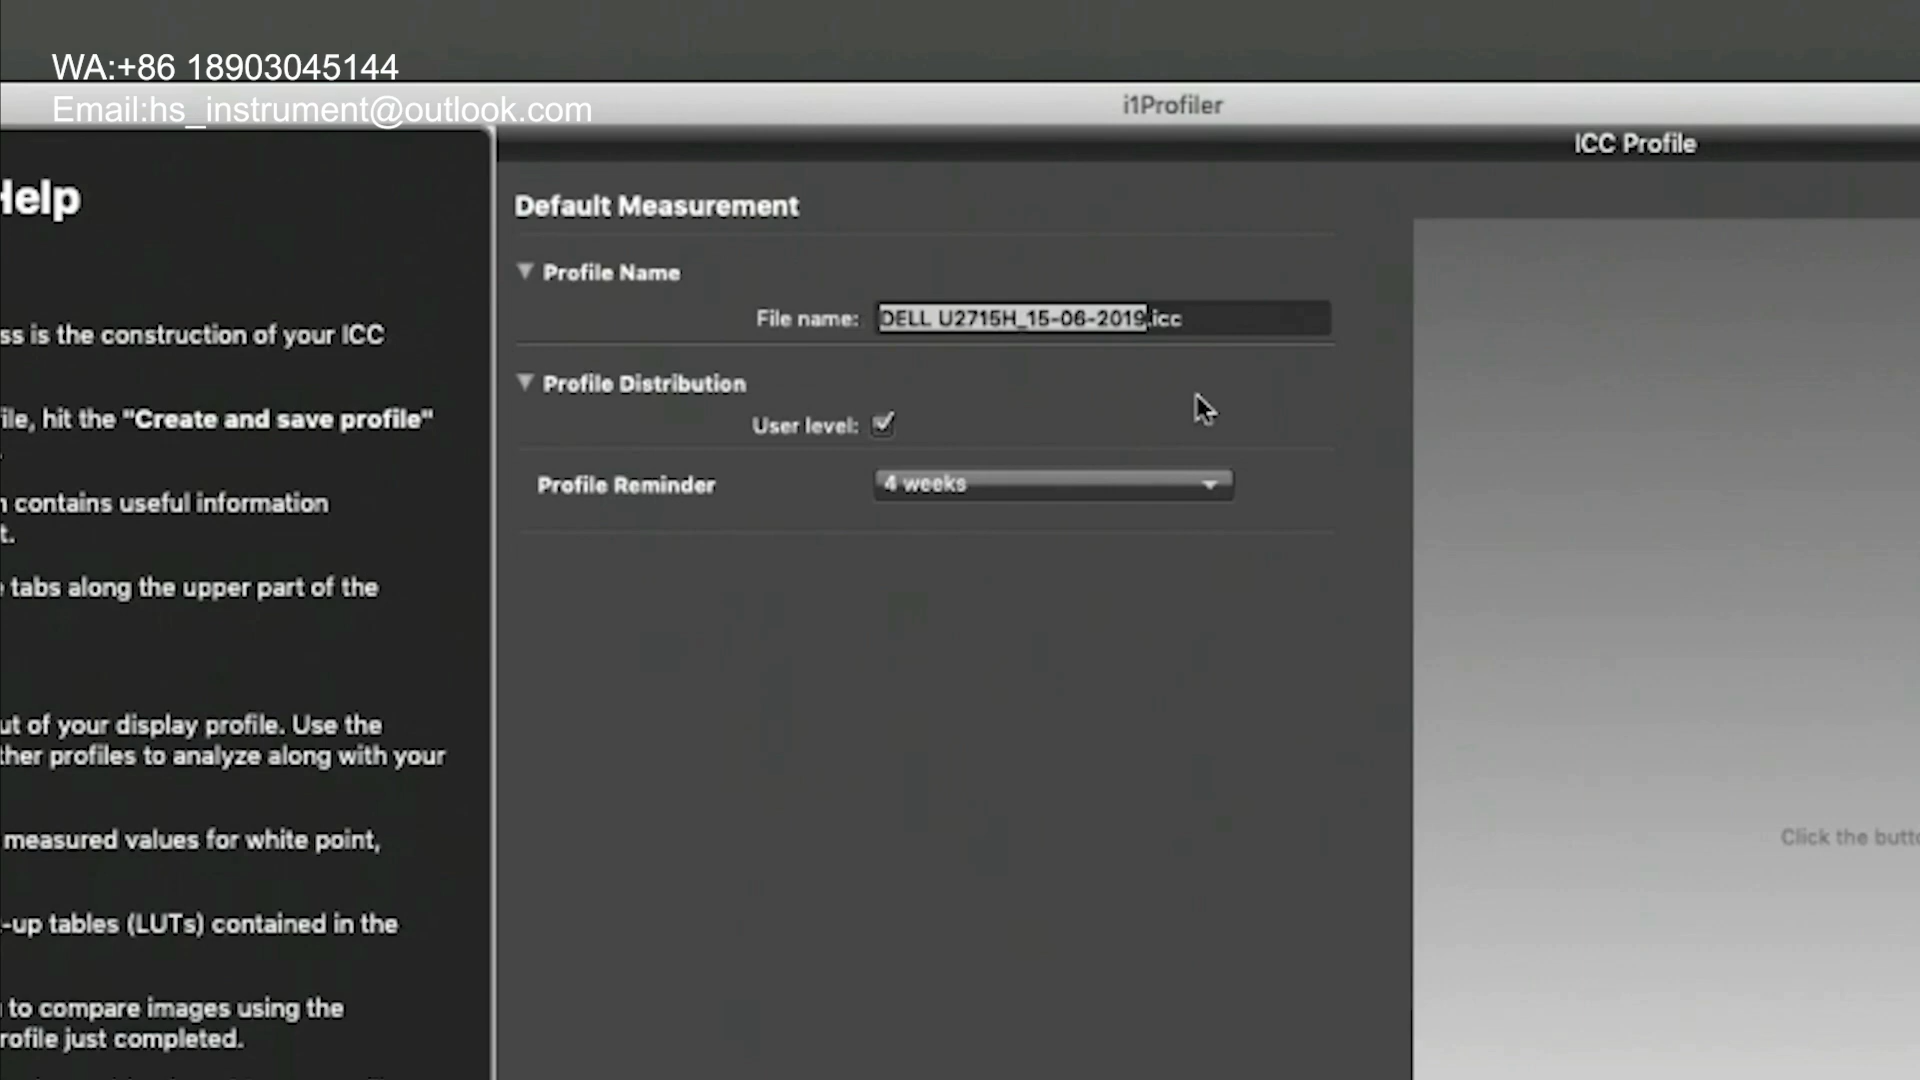 WA:+86 18903045144
Email:hs_instrument@outlook.com
i1Profiler
ICC Profile
Help
ss is the construction of your ICC
ile, hit the "Create and save profile"
contains useful information
t.
tabs along the upper part of the
ut of your display profile. Use the
ther profiles to analyze along with your
measured values for white point,
-up tables (LUTs) contained in the
to compare images using the
rofile just completed.
Default Measurement
Profile Name
File name: DELL U2715H_15-06-2019.icc
Profile Distribution
User level:
Profile Reminder 4 weeks
Click the butto